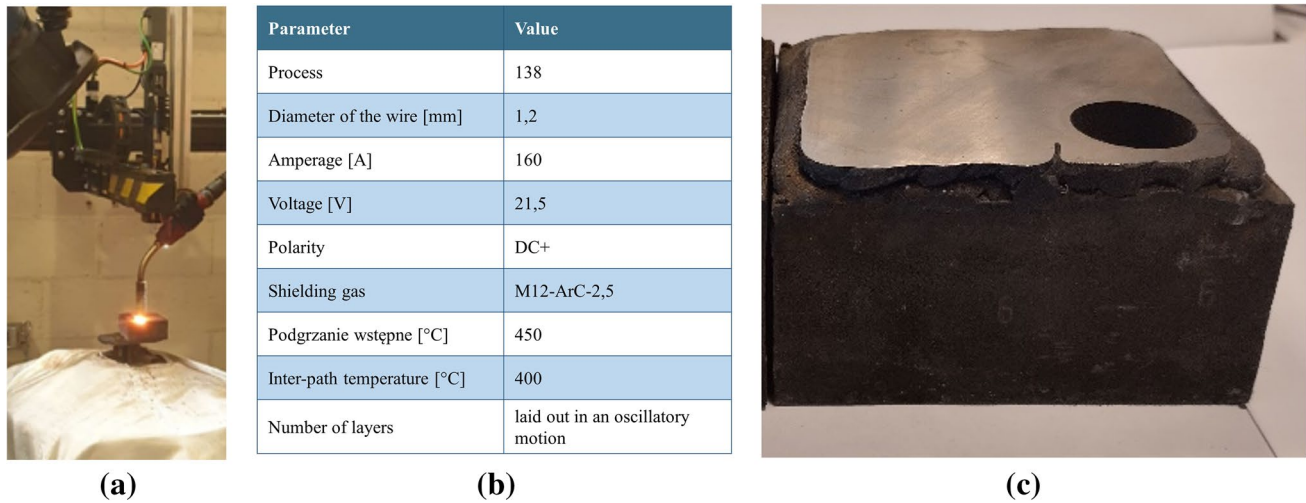 Parameter Value
Process 138
Diameter of the wire [mm] 1,2
Amperage [A] 160
Voltage [V] 21,5
Polarity DC+
Shielding gas M12-ArC-2,5
Podgrzanie wstępne [°C] 450
Inter-path temperature [°C] 400
Number of layers laid out in an oscillatory
motion
6 6
(a) (b) (c)